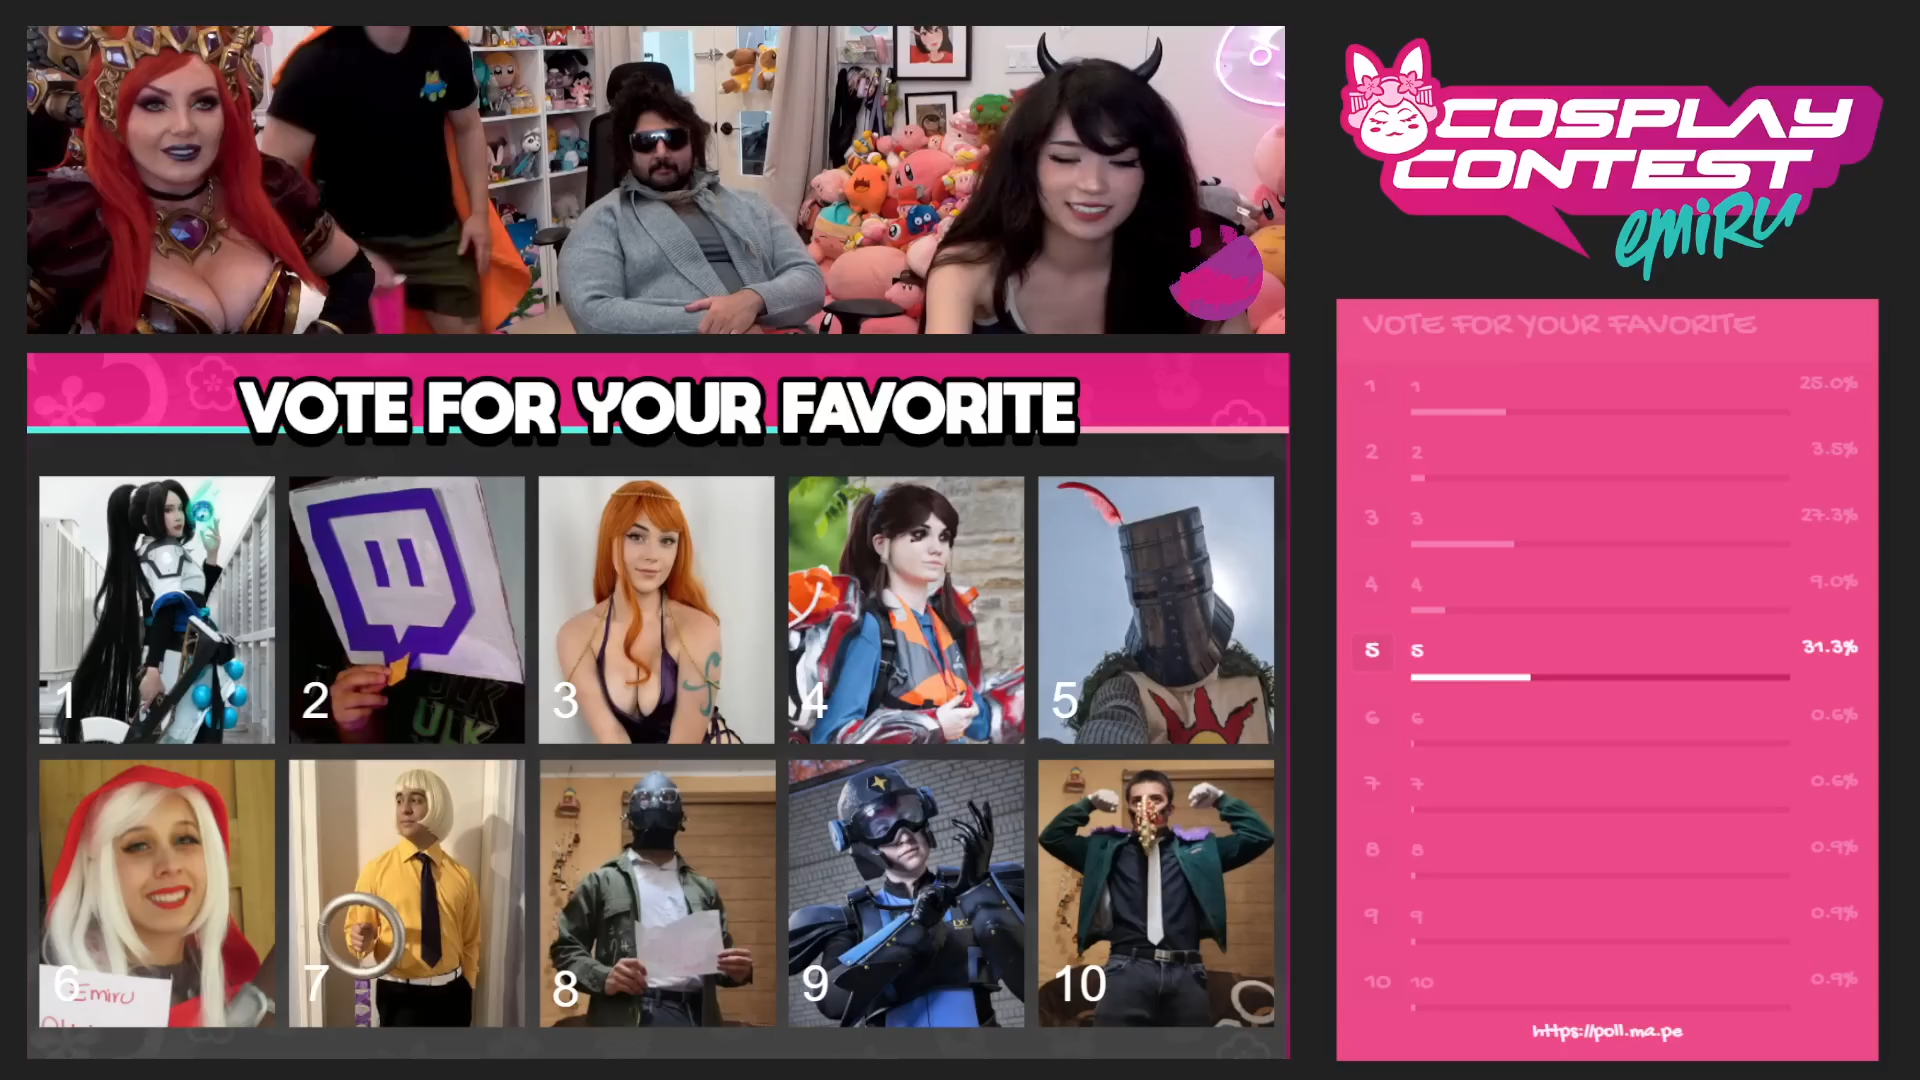 COSPLAY
CONTEST
emiru
VOTE FOR YOUR FAVORITE
1
2
3
4
5
ULK
6
Emiru
7
8
9
10
VOTE FOR YOUR FAVORITE
1 1 25.0%
2 2 3.5%
3 3 27.3%
4 4 9.0%
5 5 31.3%
6 6 0.6%
7 7 0.6%
8 8 0.9%
9 9 0.9%
10 10 0.9%
https://poll.ma.pe